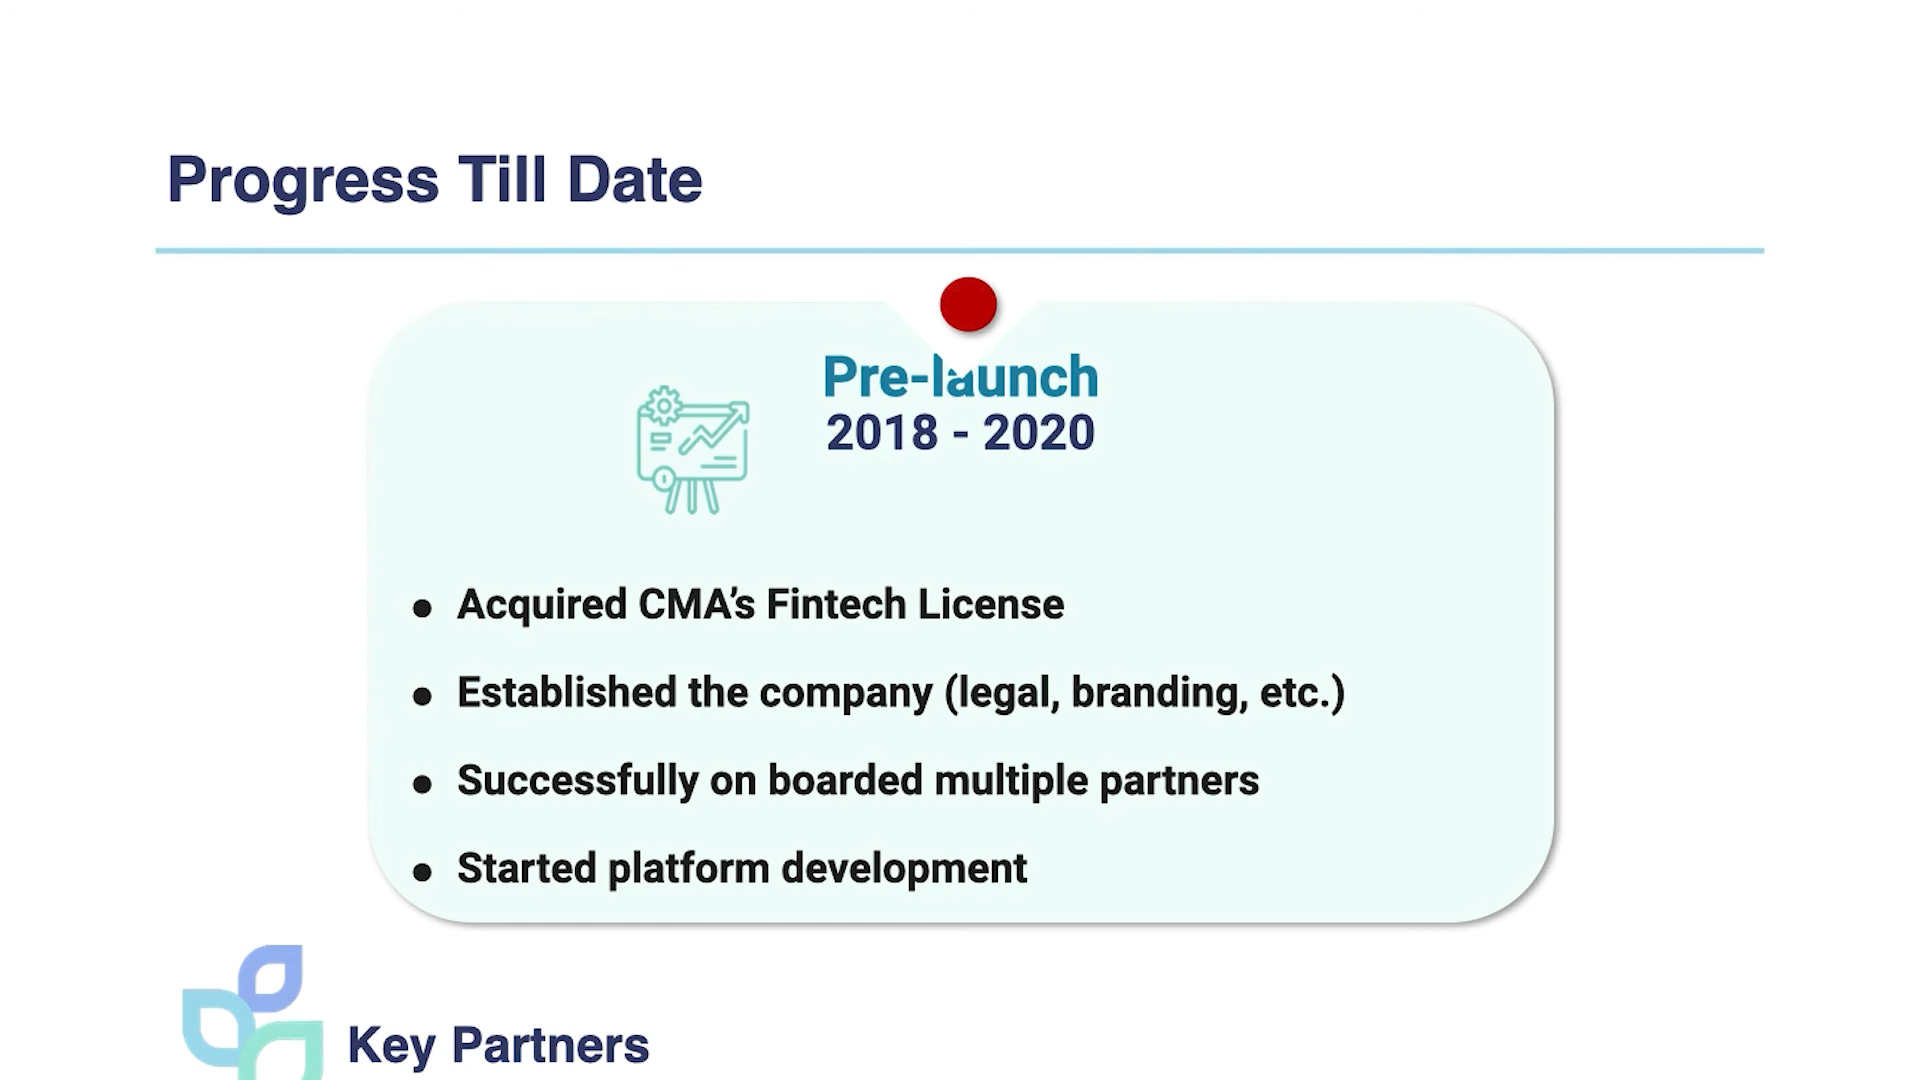 Progress Till Date
Pre-launch
2018 - 2020
• Acquired CMA’s Fintech License
• Established the company (legal, branding, etc.)
• Successfully on boarded multiple partners
• Started platform development
Key Partners